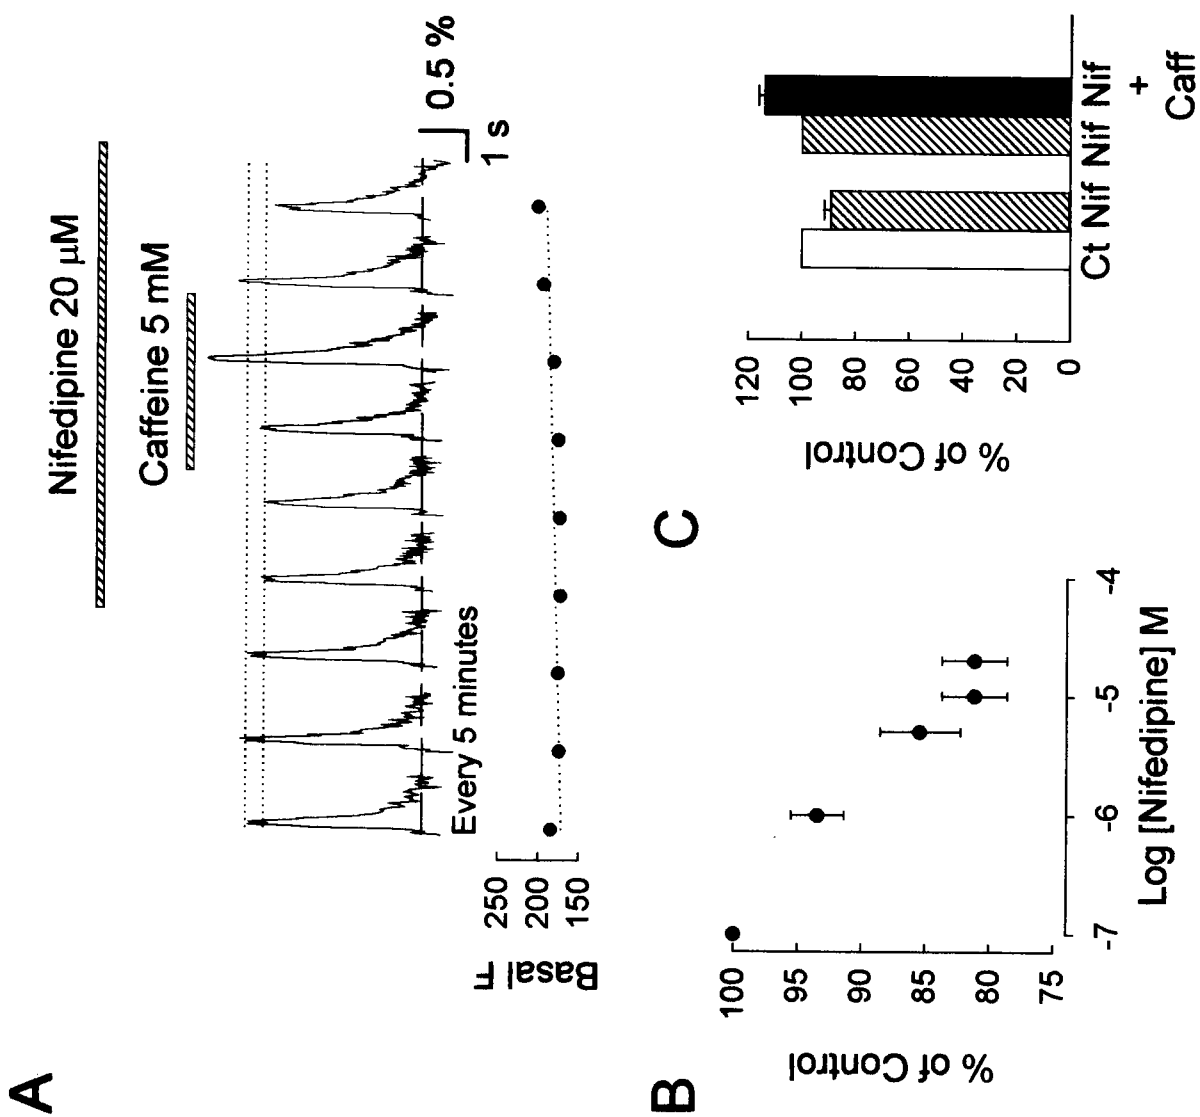 A
Nifedipine 20 μM
Caffeine 5 mM
0.5 %
1 s
Every 5 minutes
250
200
150
Basal F
B
100
95
90
85
80
75
% of Control
-7
-6
-5
-4
Log [Nifedipine] M
C
120
100
80
60
40
20
0
% of Control
Ct Nif Nif Nif
+
Caff